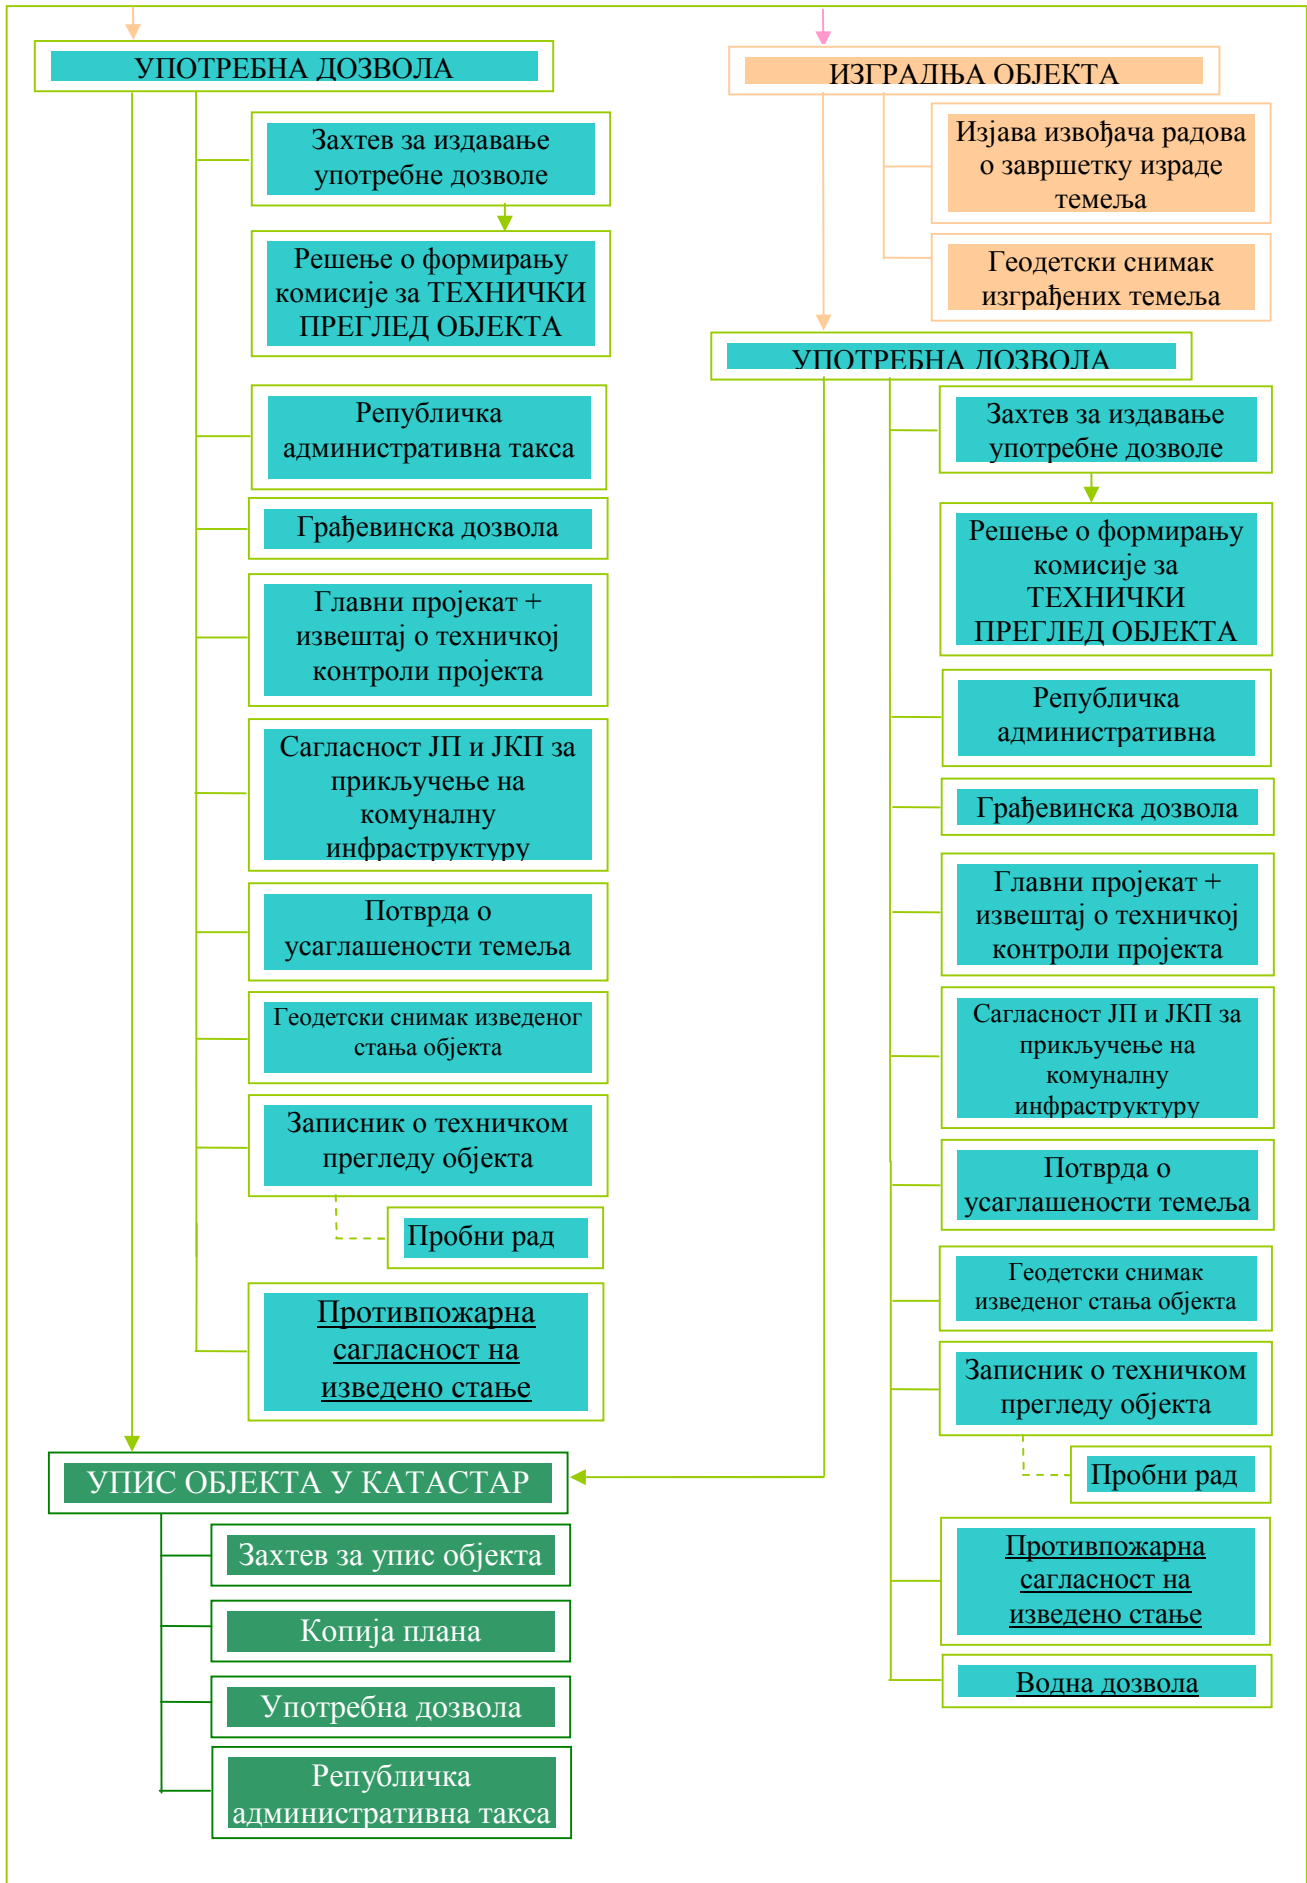 УПОТРЕБНА ДОЗВОЛА
Захтев за издавање
употребне дозволе
Решење о формирању
комисије за ТЕХНИЧКИ
ПРЕГЛЕД ОБЈЕКТА
Републичка
административна такса
Грађевинска дозвола
Главни пројекат +
извештај о техничкој
контроли пројекта
Сагласност ЈП и ЈКП за
прикључење на
комуналну
инфраструктуру
Потврда о
усаглашености темеља
Геодетски снимак изведеног
стања објекта
Записник о техничком
прегледу објекта
Пробни рад
Противпожарна
сагласност на
изведено стање
УПИС ОБЈЕКТА У КАТАСТАР
Захтев за упис објекта
Копија плана
Употребна дозвола
Републичка
административна такса
ИЗГРАДЊА ОБЈЕКТА
Изјава извођача радова
о завршетку израде
темеља
Геодетски снимак
изграђених темеља
УПОТРЕБНА ДОЗВОЛА
Захтев за издавање
употребне дозволе
Решење о формирању
комисије за
ТЕХНИЧКИ
ПРЕГЛЕД ОБЈЕКТА
Републичка
административна
Грађевинска дозвола
Главни пројекат +
извештај о техничкој
контроли пројекта
Сагласност ЈП и ЈКП за
прикључење на
комуналну
инфраструктуру
Потврда о
усаглашености темеља
Геодетски снимак
изведеног стања објекта
Записник о техничком
прегледу објекта
Пробни рад
Противпожарна
сагласност на
изведено стање
Водна дозвола